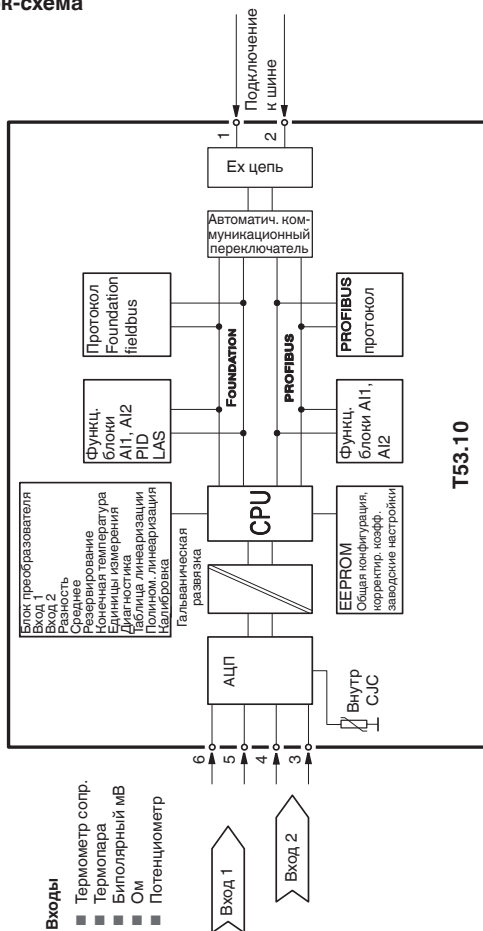 к-схема
Входы
Термометр сопр.
Термопара
Биполярный мВ
Ом
Потенциометр
Вход 1
Вход 2
6
5
4
3
АЦП
Внутр
CJC
Блок преобразователя
Вход 1
Вход 2
Разность
Среднее
Резервирование
Конечная температура
Единицы измерения
Диагностика
Таблица линеаризации
Полином. линеаризация
Калибровка
Гальваническая
развязка
CPU
EEPROM
Общая конфигурация,
корректир. коэфф.
заводские настройки
Функц.
блоки
AI1, AI2
PID
LAS
Протокол
Foundation
fieldbus
FOUNDATION
PROFIBUS
Функц.
блоки AI1,
AI2
PROFIBUS
протокол
Автоматич. ком-
муникационный
переключатель
Ex цепь
1
2
Подключение
к шине
T53.10